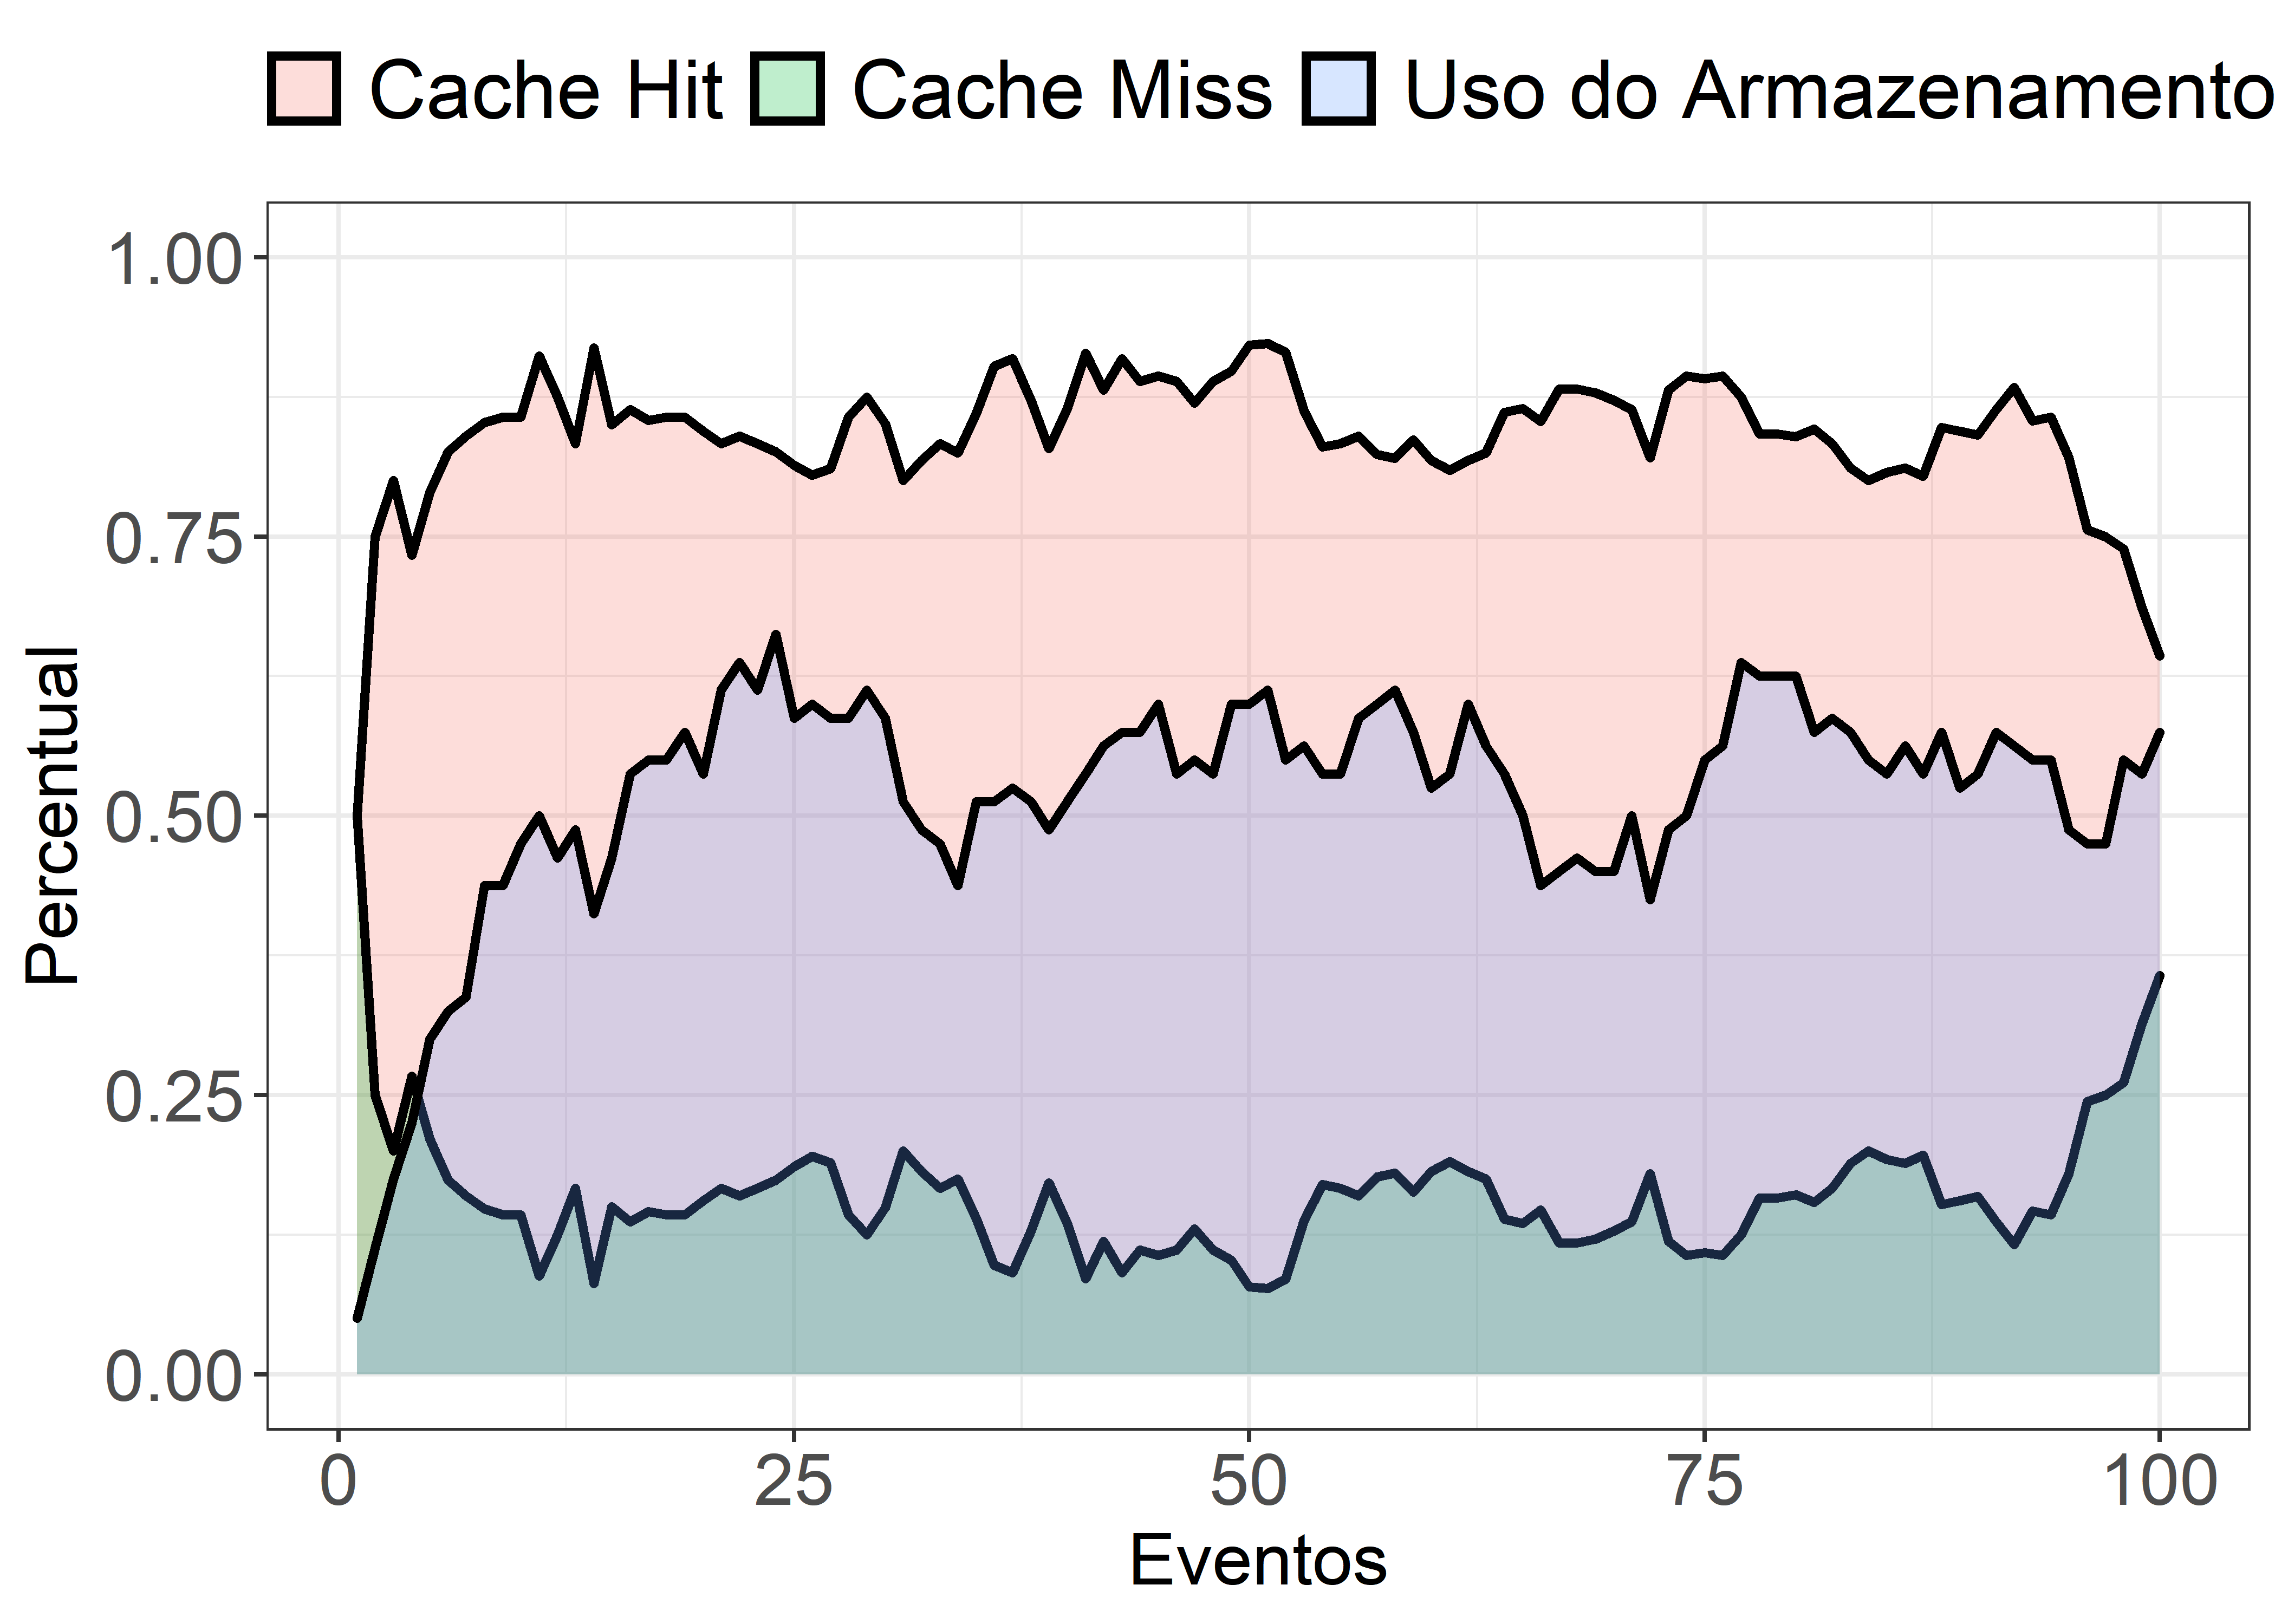 Cache Hit Cache Miss Uso do Armazenamento
Percentual
1.00
0.75
0.50
0.25
0.00
0 25 50 75 100
Eventos